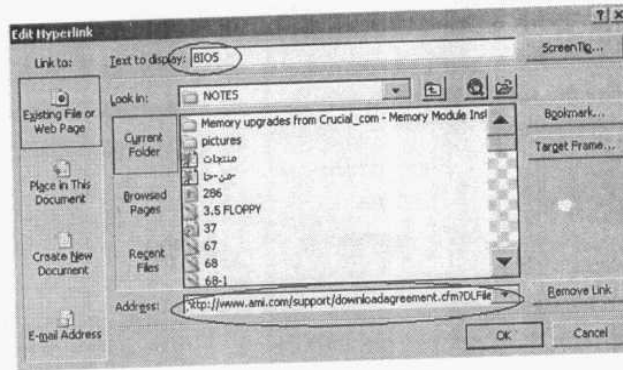 Edit Hyperlink
Link to:
Text to display: BIOS
ScreenTip...
Existing File or
Web Page
Look in: NOTES
Bookmark...
Target Frame...
Current
Folder
Memory upgrades from Crucial_com - Memory Module Inst
pictures
منتجات
286
3.5 FLOPPY
37
67
68
68-1
Place in This
Document
Browsed
Pages
Create New
Document
Recent
Files
E-mail Address
Address: http://www.ami.com/support/downloadagreement.cfm?DLFile
Remove Link
OK
Cancel